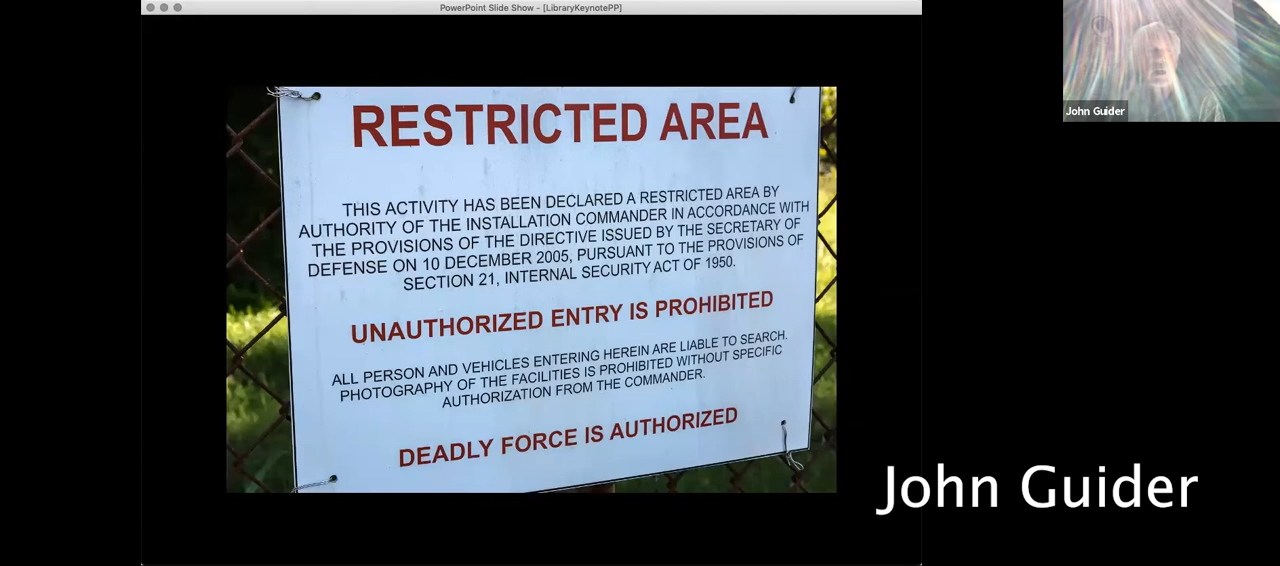 PowerPoint Slide Show - [LibraryKeynotePP]
John Guider
RESTRICTED AREA
THIS ACTIVITY HAS BEEN DECLARED A RESTRICTED AREA BY
AUTHORITY OF THE INSTALLATION COMMANDER IN ACCORDANCE WITH
THE PROVISIONS OF THE DIRECTIVE ISSUED BY THE SECRETARY OF
DEFENSE ON 10 DECEMBER 2005, PURSUANT TO THE PROVISIONS OF
SECTION 21, INTERNAL SECURITY ACT OF 1950.
UNAUTHORIZED ENTRY IS PROHIBITED
ALL PERSON AND VEHICLES ENTERING HEREIN ARE LIABLE TO SEARCH.
PHOTOGRAPHY OF THE FACILITIES IS PROHIBITED WITHOUT SPECIFIC
AUTHORIZATION FROM THE COMMANDER.
DEADLY FORCE IS AUTHORIZED
John Guider